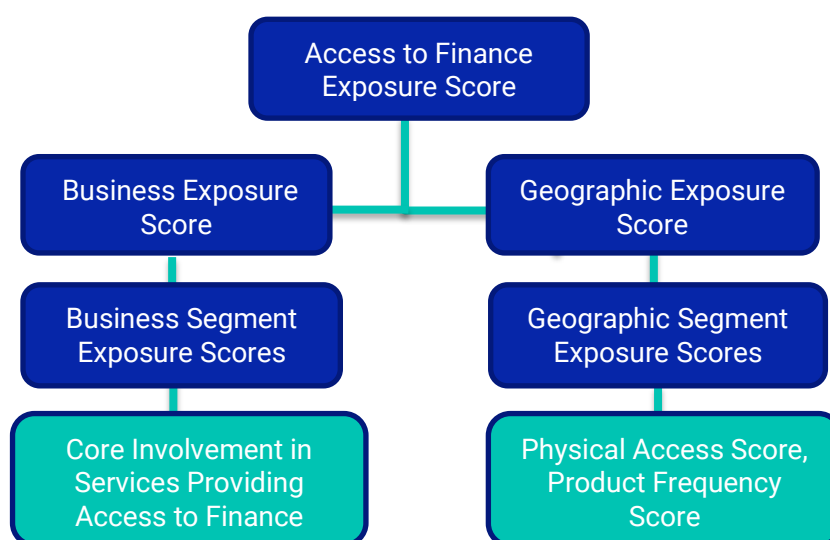 Access to Finance
Exposure Score
Business Exposure
Score
Geographic Exposure
Score
Business Segment
Exposure Scores
Geographic Segment
Exposure Scores
Core Involvement in
Services Providing
Access to Finance
Physical Access Score,
Product Frequency
Score